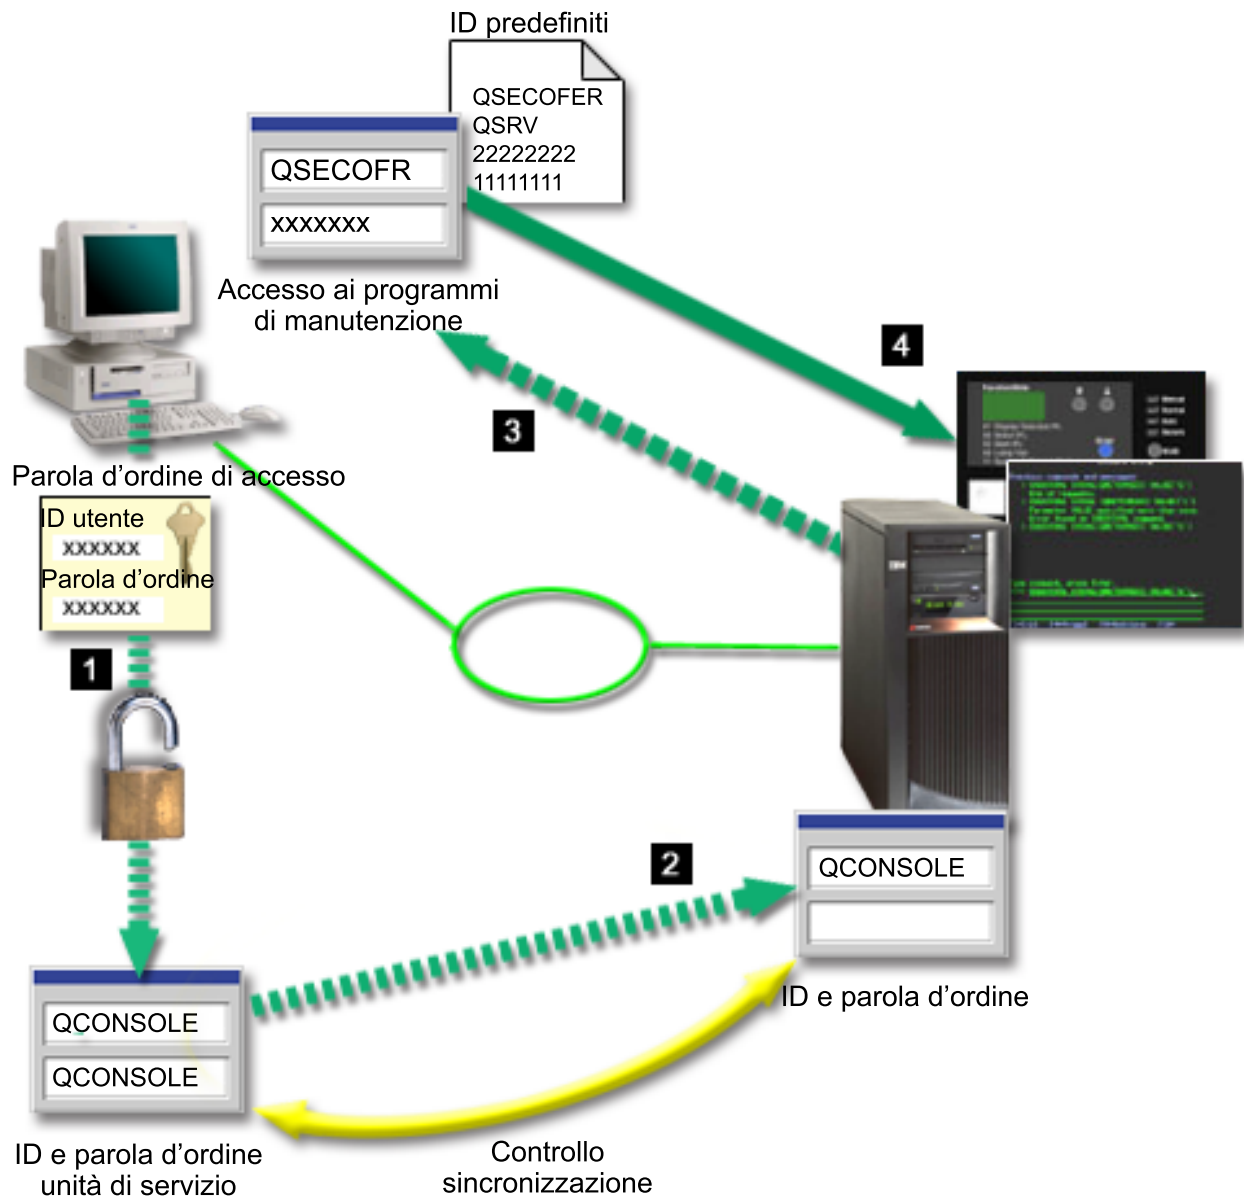 ID predefiniti
QSECOFER
QSRV
22222222
11111111
QSECOFR
xxxxxxx
Accesso ai programmi
di manutenzione
4
3
Parola d’ordine di accesso
ID utente
xxxxxx
Parola d’ordine
xxxxxx
1
IBM
2
QCONSOLE
ID e parola d’ordine
QCONSOLE
QCONSOLE
ID e parola d’ordine
unità di servizio
Controllo
sincronizzazione